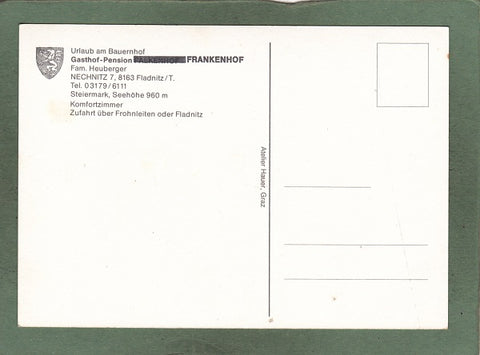 Urlaub am Bauernhof
Gasthof-Pension FRANKENHOF
Fam. Heuberger
NECHNITZ 7, 8163 Fladnitz/T.
Tel. 03179/6111
Steiermark, Seehöhe 960 m
Komfortzimmer
Zufahrt über Frohnleiten oder Fladnitz
Atelier Hauer, Graz